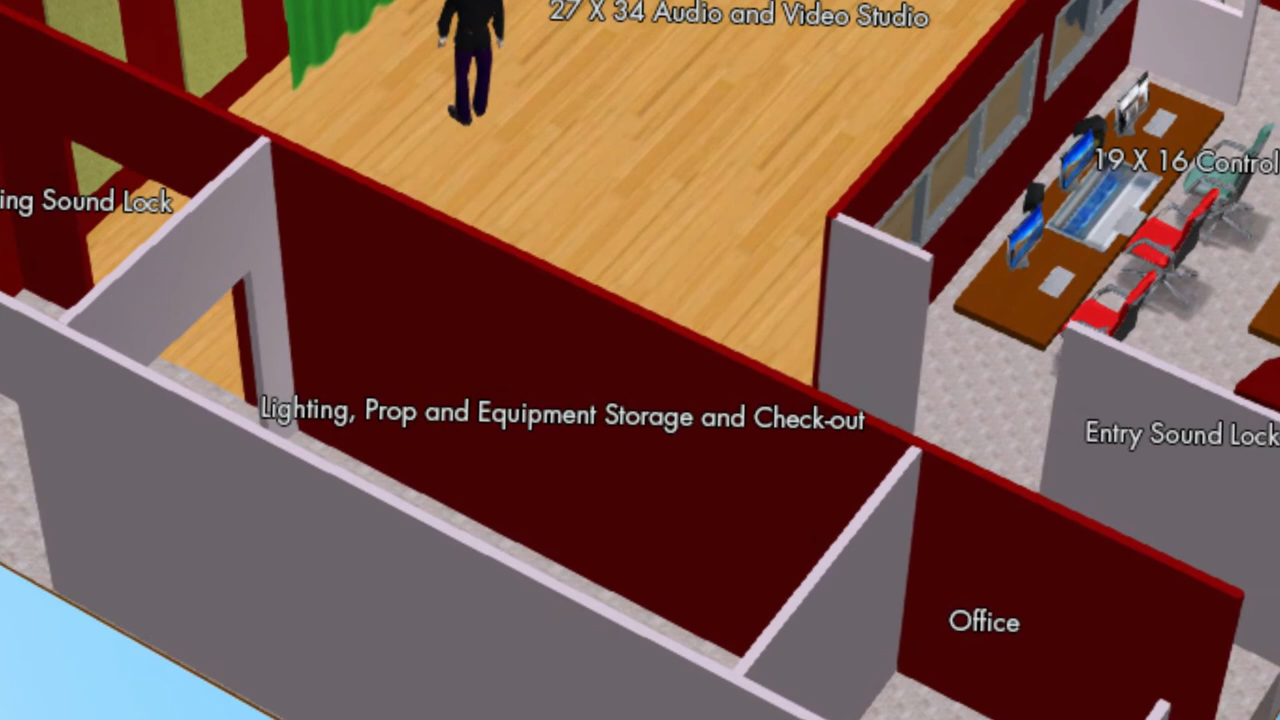 27 X 34 Audio and Video Studio
19 X 16 Control
ing Sound Lock
Lighting, Prop and Equipment Storage and Check-out
Entry Sound Lock
Office